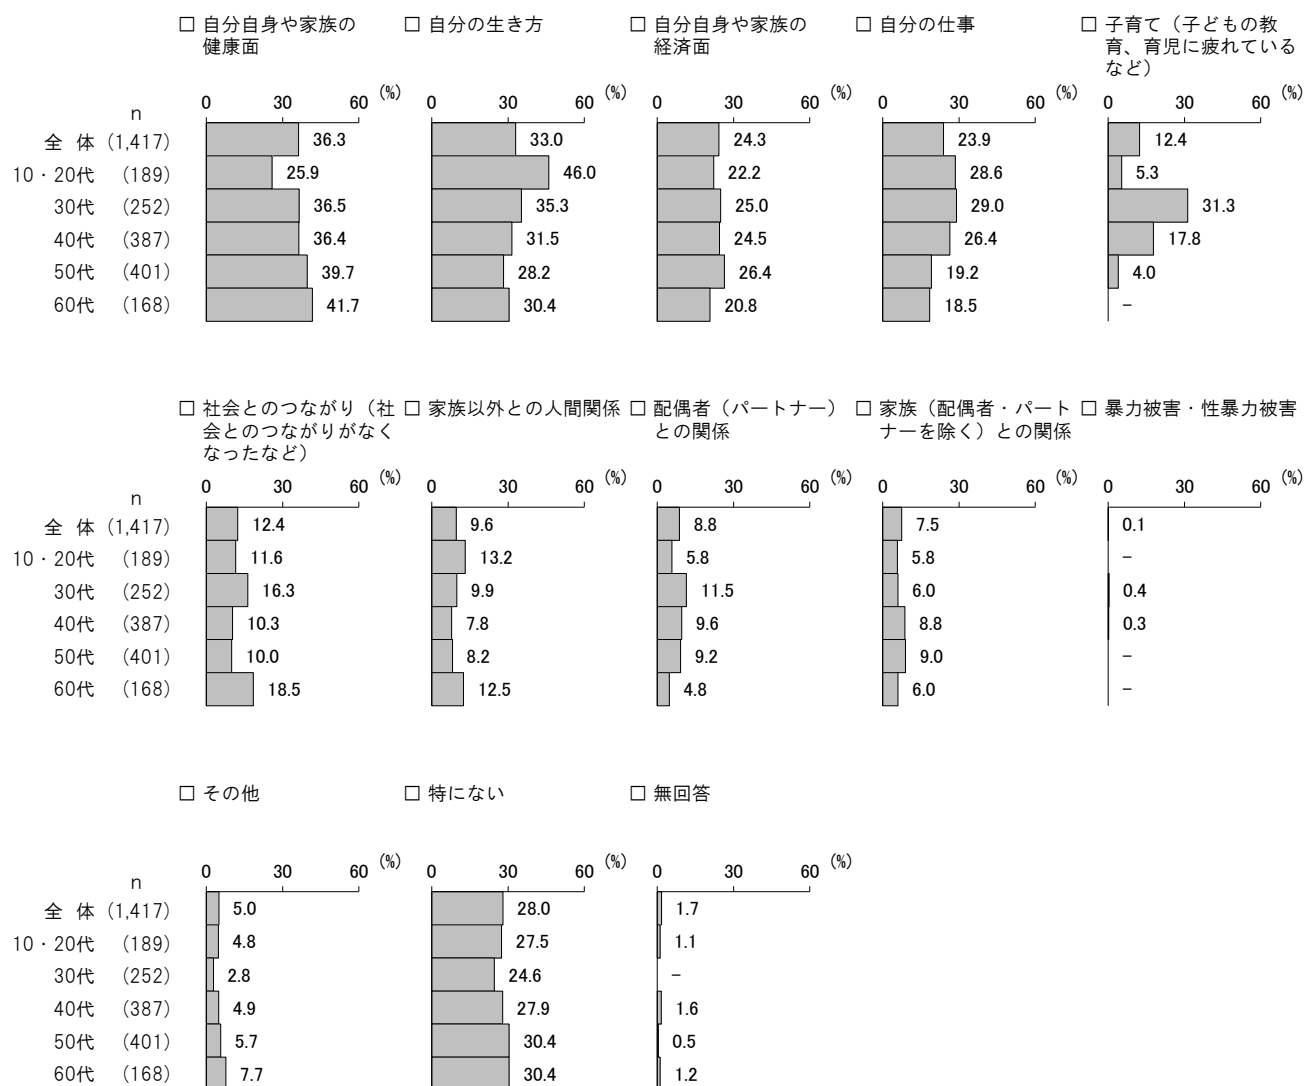 □ 自分自身や家族の
健康面
□ 自分の生き方
□ 自分自身や家族の
経済面
□ 自分の仕事
□ 子育て（子どもの教
育、育児に疲れている
など）
0 30 60 (%) 0 30 60 (%) 0 30 60 (%) 0 30 60 (%) 0 30 60 (%)
n
全 体 (1,417) 36.3 33.0 24.3 23.9 12.4
10・20代 (189) 25.9 46.0 22.2 28.6 5.3
30代 (252) 36.5 35.3 25.0 29.0 31.3
40代 (387) 36.4 31.5 24.5 26.4 17.8
50代 (401) 39.7 28.2 26.4 19.2 4.0
60代 (168) 41.7 30.4 20.8 18.5 －
□ 社会とのつながり（社
会とのつながりがなく
なったなど）
□ 家族以外との人間関係
□ 配偶者（パートナー）
との関係
□ 家族（配偶者・パート
ナーを除く）との関係
□ 暴力被害・性暴力被害
0 30 60 (%) 0 30 60 (%) 0 30 60 (%) 0 30 60 (%) 0 30 60 (%)
n
全 体 (1,417) 12.4 9.6 8.8 7.5 0.1
10・20代 (189) 11.6 13.2 5.8 5.8 －
30代 (252) 16.3 9.9 11.5 6.0 0.4
40代 (387) 10.3 7.8 9.6 8.8 0.3
50代 (401) 10.0 8.2 9.2 9.0 －
60代 (168) 18.5 12.5 4.8 6.0 －
□ その他
□ 特にない
□ 無回答
0 30 60 (%) 0 30 60 (%) 0 30 60 (%)
n
全 体 (1,417) 5.0 28.0 1.7
10・20代 (189) 4.8 27.5 1.1
30代 (252) 2.8 24.6 －
40代 (387) 4.9 27.9 1.6
50代 (401) 5.7 30.4 0.5
60代 (168) 7.7 30.4 1.2